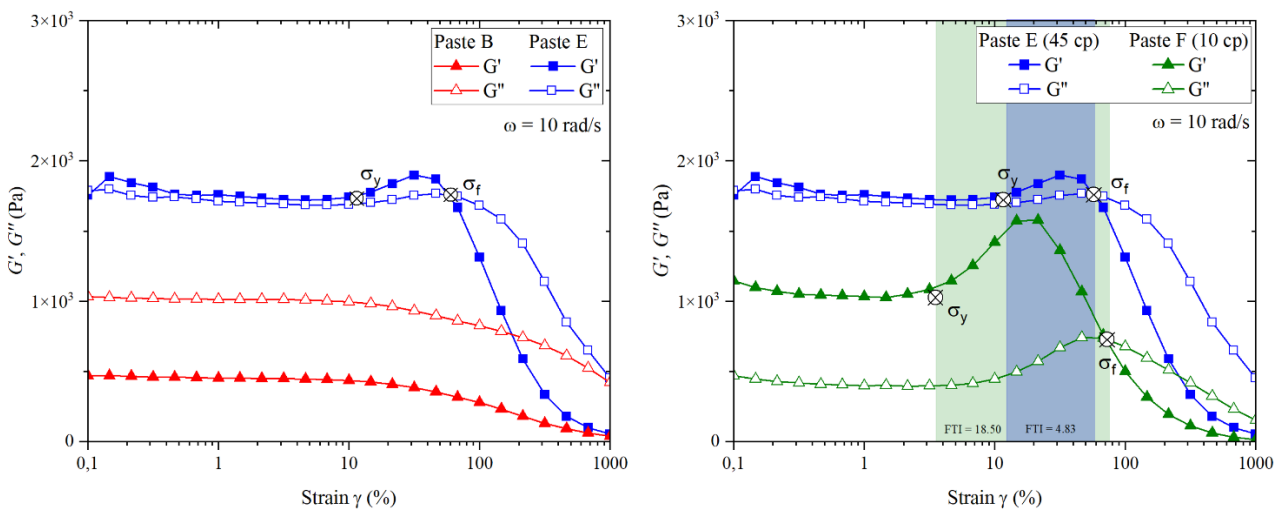 3×10³
2×10³
1×10³
0
G', G'' (Pa)
Paste B Paste E
G' G'
G'' G''
ω = 10 rad/s
σy
σf
0,1 1 10 100 1000
Strain γ (%)
3×10³
2×10³
1×10³
0
G', G'' (Pa)
Paste E (45 cp) Paste F (10 cp)
G' G'
G'' G''
ω = 10 rad/s
σy
σf
σy
σf
FTI = 18.50 FTI = 4.83
0,1 1 10 100 1000
Strain γ (%)